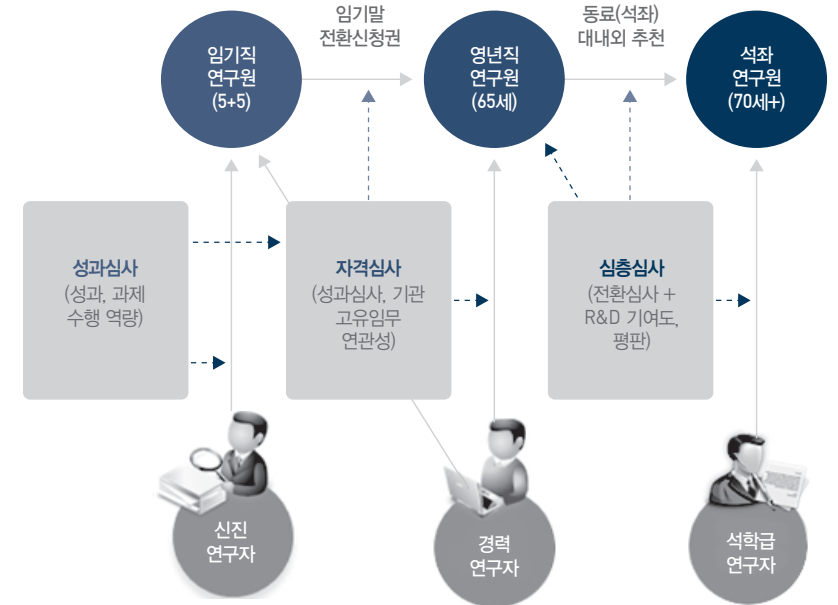 임기말
전환신청권
동료(석좌)
대내외 추천
임기직
연구원
(5+5)
영년직
연구원
(65세)
석좌
연구원
(70세+)
성과심사
(성과, 과제
수행 역량)
자격심사
(성과심사, 기관
고유임무
연관성)
심층심사
(전환심사 +
R&D 기여도,
평판)
신진
연구자
경력
연구자
석학급
연구자